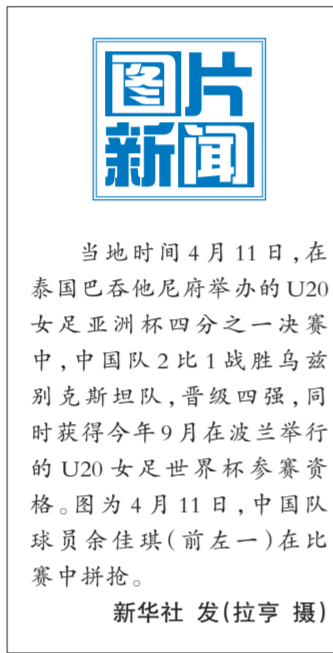 图片
新闻
当地时间4月11日,在
泰国巴吞他尼府举办的U20
女足亚洲杯四分之一决赛
中,中国队2比1战胜乌兹
别克斯坦队,晋级四强,同
时获得今年9月在波兰举行
的U20女足世界杯参赛资
格。图为4月11日,中国队
球员余佳琪(前左一)在比
赛中拼抢。
新华社 发(拉亨 摄)